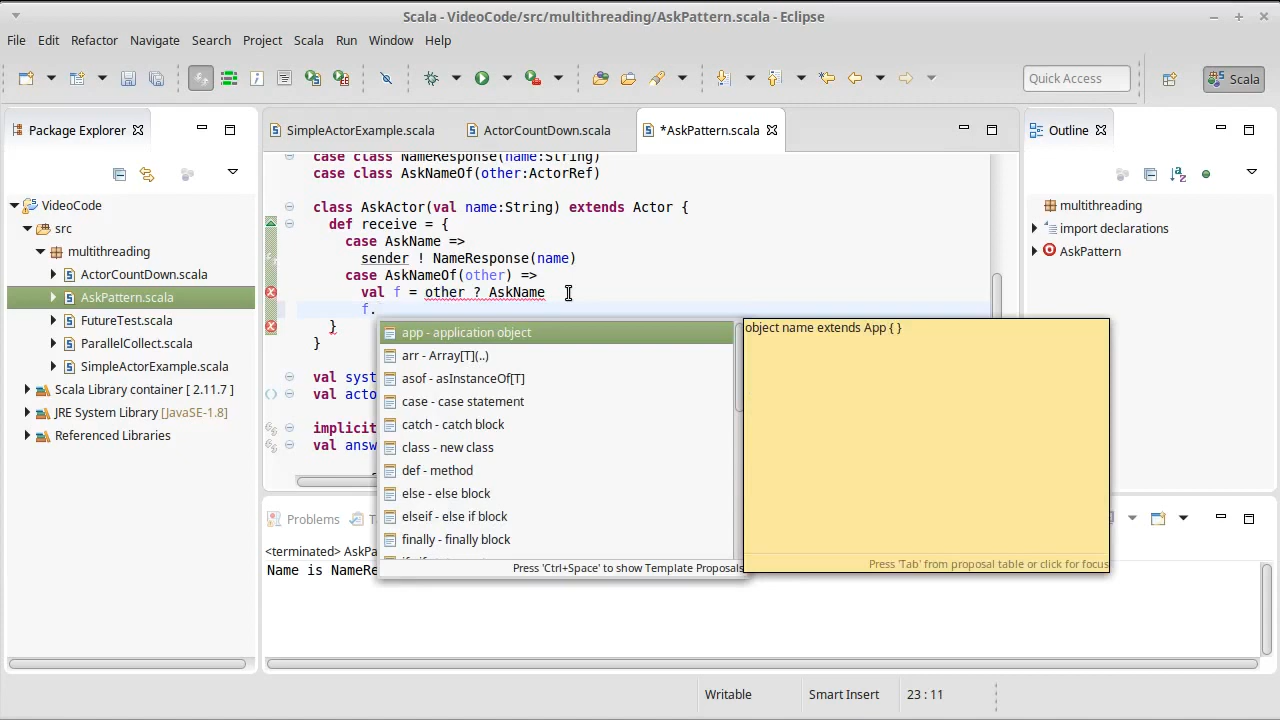 Scala - VideoCode/src/multithreading/AskPattern.scala - Eclipse
File Edit Refactor Navigate Search Project Scala Run Window Help
Quick Access
Scala
Package Explorer
SimpleActorExample.scala
ActorCountDown.scala
*AskPattern.scala
Outline
VideoCode
src
multithreading
ActorCountDown.scala
AskPattern.scala
FutureTest.scala
ParallelCollect.scala
SimpleActorExample.scala
Scala Library container [ 2.11.7 ]
JRE System Library [JavaSE-1.8]
Referenced Libraries
case class NameResponse(name:String)
case class AskNameOf(other:ActorRef)
class AskActor(val name:String) extends Actor {
def receive = {
case AskName =>
sender ! NameResponse(name)
case AskNameOf(other) =>
val f = other ? AskName
f.
}
}
val syst
val acto
implicit
val answ
app - application object
arr - Array[T](..)
asof - asInstanceOf[T]
case - case statement
catch - catch block
class - new class
def - method
else - else block
elseif - else if block
finally - finally block
Press 'Ctrl+Space' to show Template Proposals
object name extends App { }
Press 'Tab' from proposal table or click for focus
multithreading
import declarations
AskPattern
Problems
<terminated> AskPa
Name is NameRe
Writable
Smart Insert
23 : 11